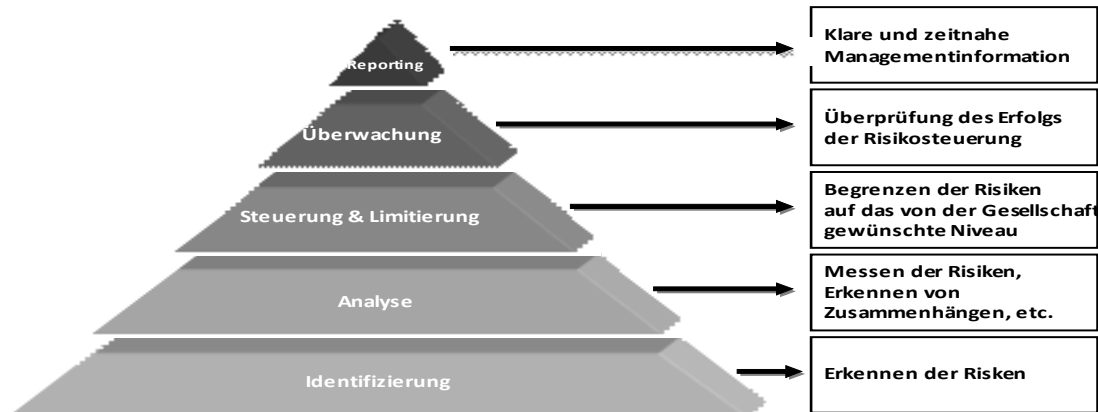 Reporting
Klare und zeitnahe
Managementinformation
Überwachung
Überprüfung des Erfolgs
der Risikosteuerung
Steuerung & Limitierung
Begrenzen der Risiken
auf das von der Gesellschaft
gewünschte Niveau
Analyse
Messen der Risiken,
Erkennen von
Zusammenhängen, etc.
Identifizierung
Erkennen der Risken